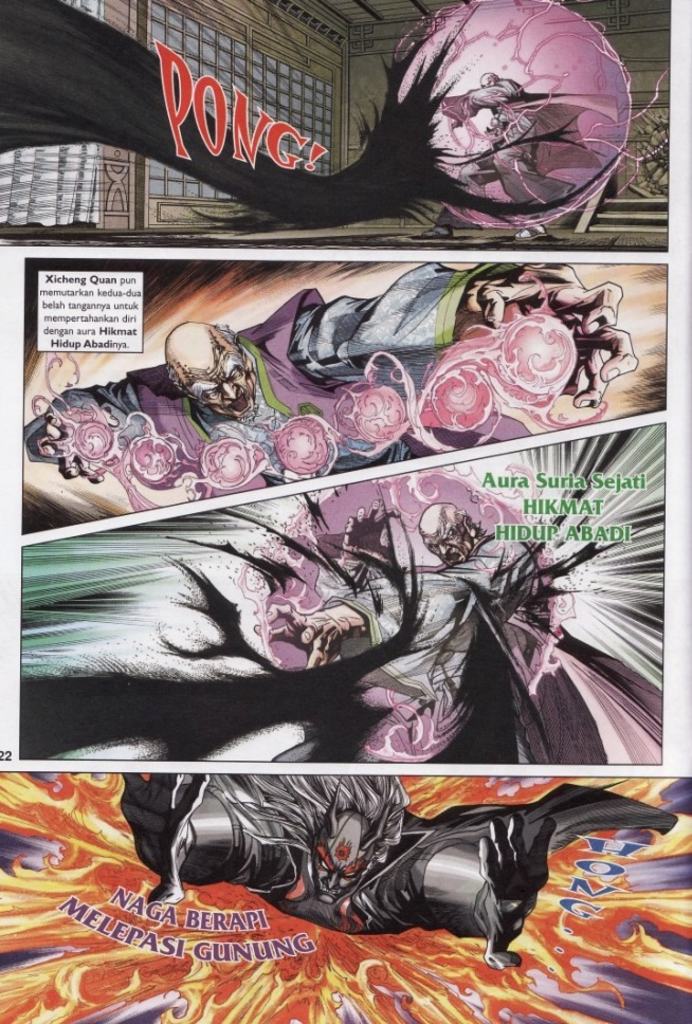 PONG!
Xicheng Quan pun
memutarkan kedua-dua
belah tangannya untuk
mempertahankan diri
dengan aura Hikmat
Hidup Abadinya.
Aura Suria Sejati
HIKMAT
HIDUP ABADI
22
NAGA BERAPI
MELEPASI GUNUNG
HONG...